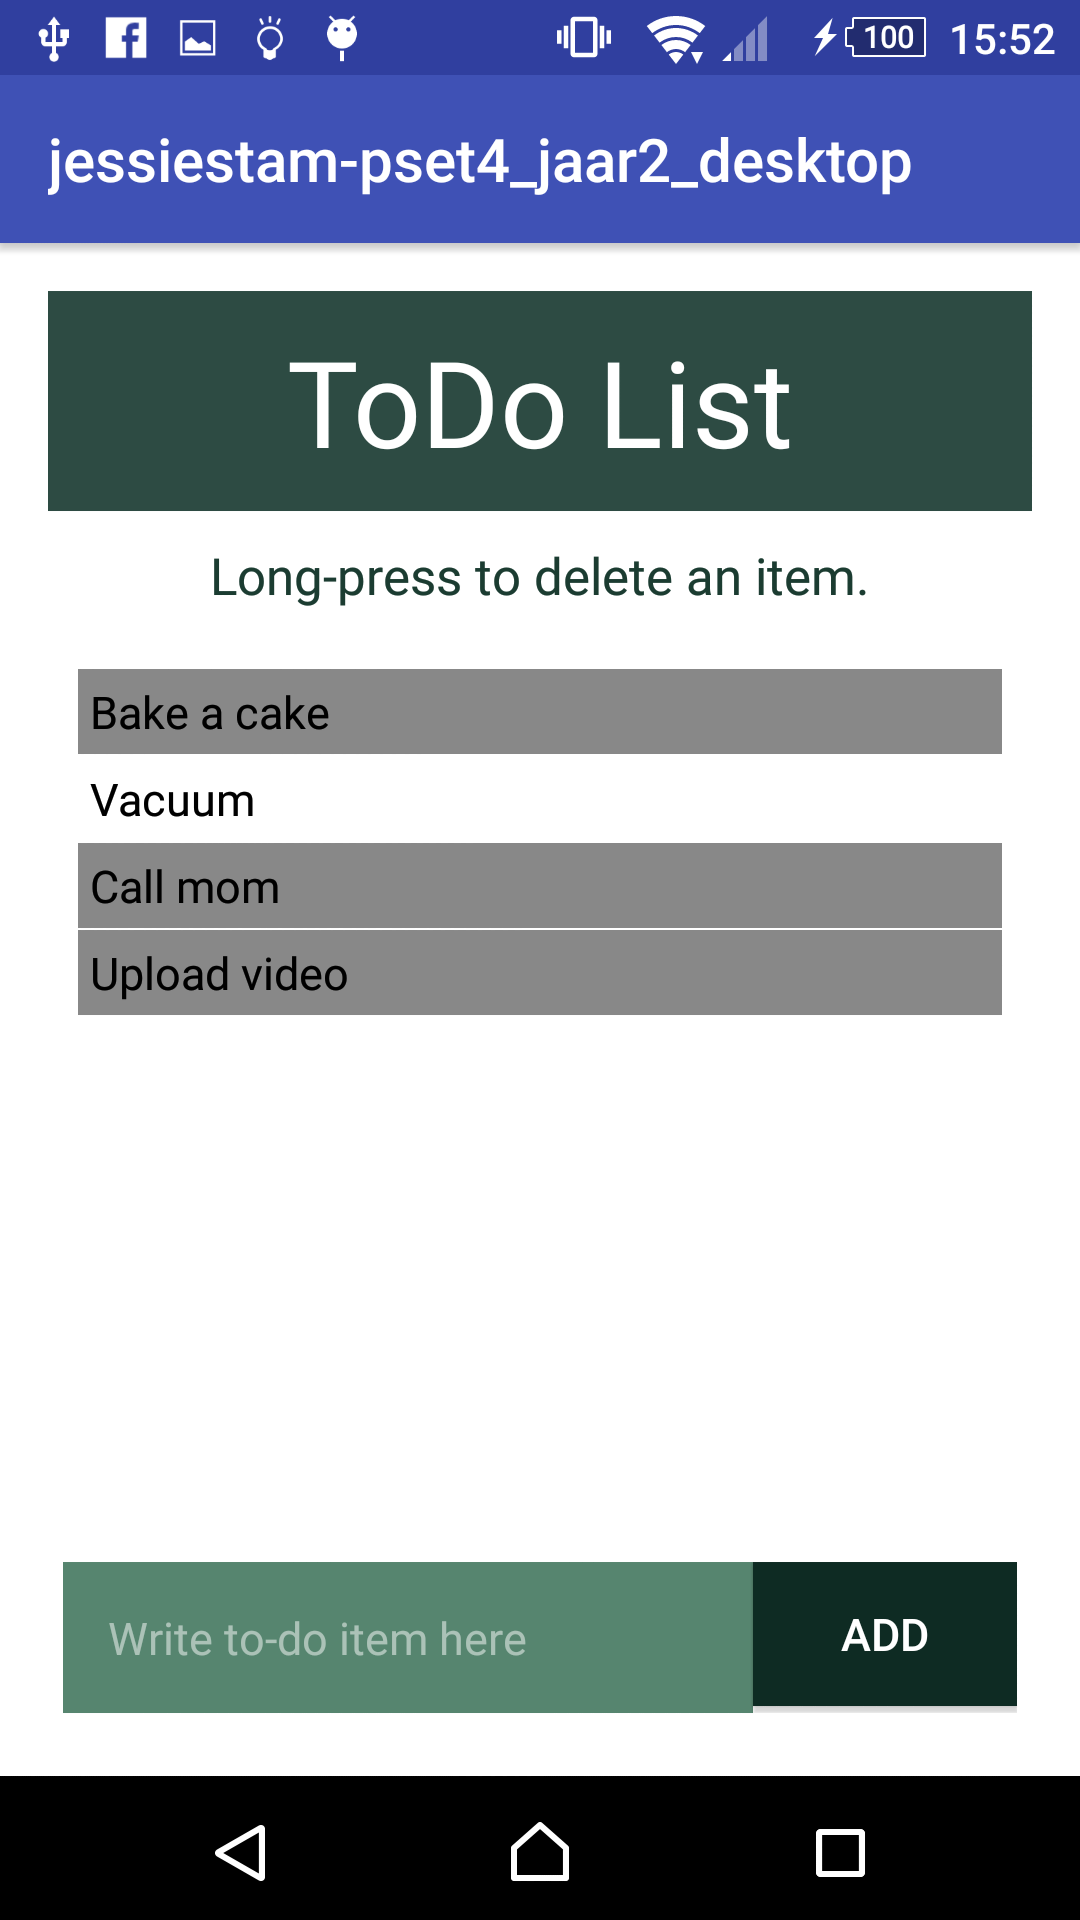 100 15:52
jessiestam-pset4_jaar2_desktop
ToDo List
Long-press to delete an item.
Bake a cake
Vacuum
Call mom
Upload video
Write to-do item here ADD